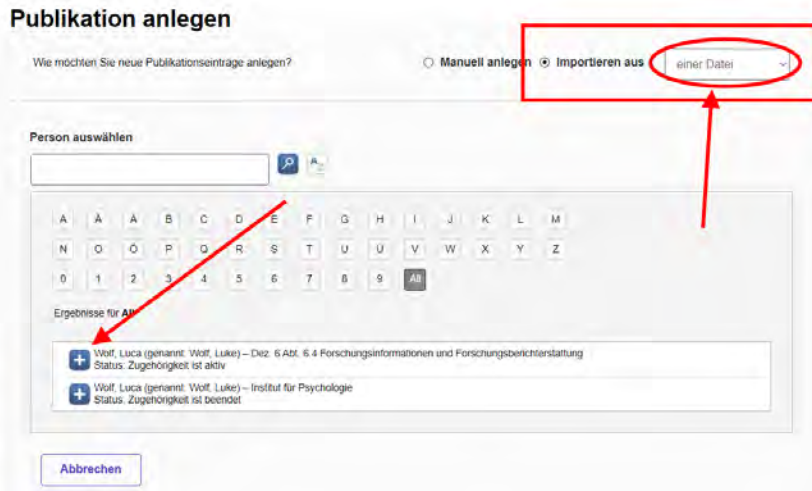 Publikation anlegen
Wie möchten Sie neue Publikationseinträge anlegen? Manuell anlegen Importieren aus einer Datei
Person auswählen
A Ä Å B C D E F G H I J K L M
N O Ö P Q R S T U Ü V W X Y Z
0 1 2 3 4 5 6 7 8 9 All
Ergebnisse für All
Wolf, Luca (genannt: Wolf, Luke) – Dez. 6 Abt. 6.4 Forschungsinformationen und Forschungsberichterstattung
Status: Zugehörigkeit ist aktiv
Wolf, Luca (genannt: Wolf, Luke) – Institut für Psychologie
Status: Zugehörigkeit ist beendet
Abbrechen